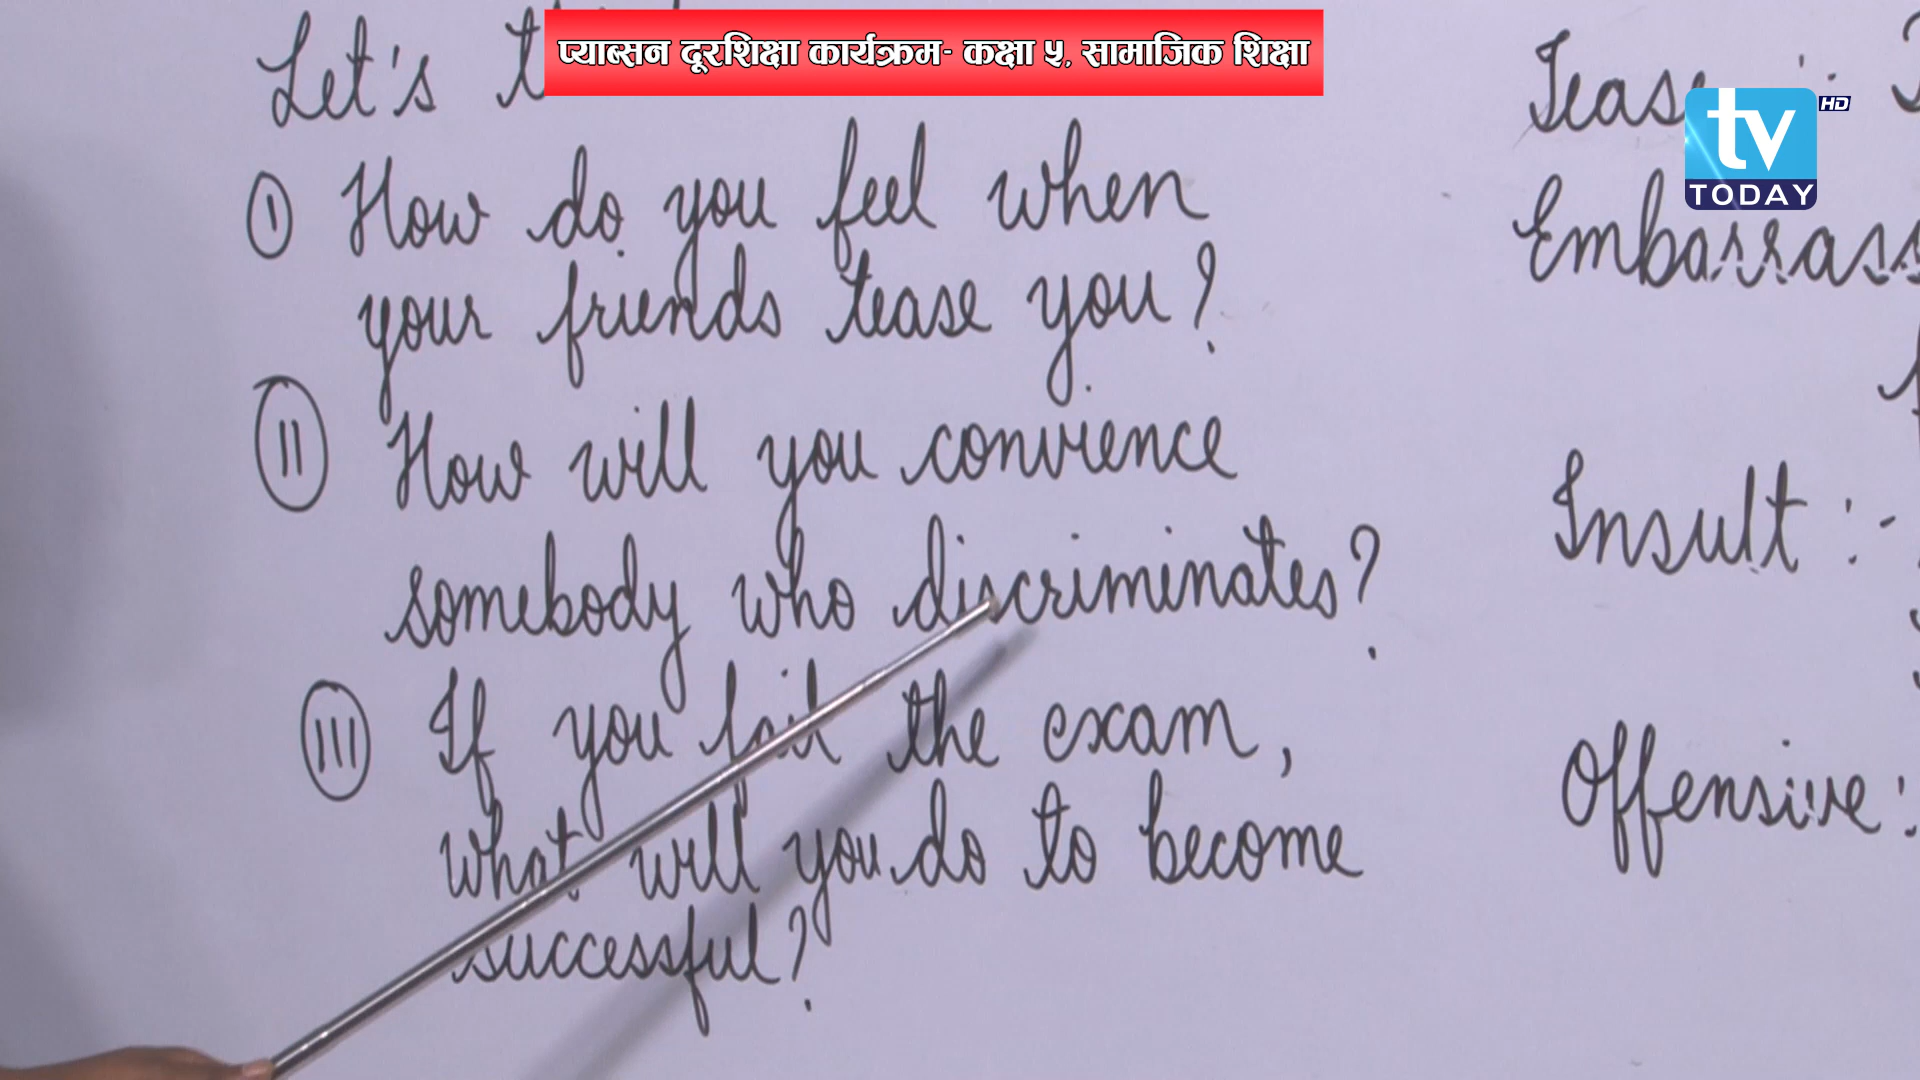 प्याब्सन दूरशिक्षा कार्यक्रम- कक्षा ५, सामाजिक शिक्षा
tv HD
TODAY
Let's
I How do you feel when
your friends tease you?
II How will you convience
somebody who discriminates?
III If you fail the exam,
what will you do to become
successful?
Embarrass
Insult :-
Offensive :